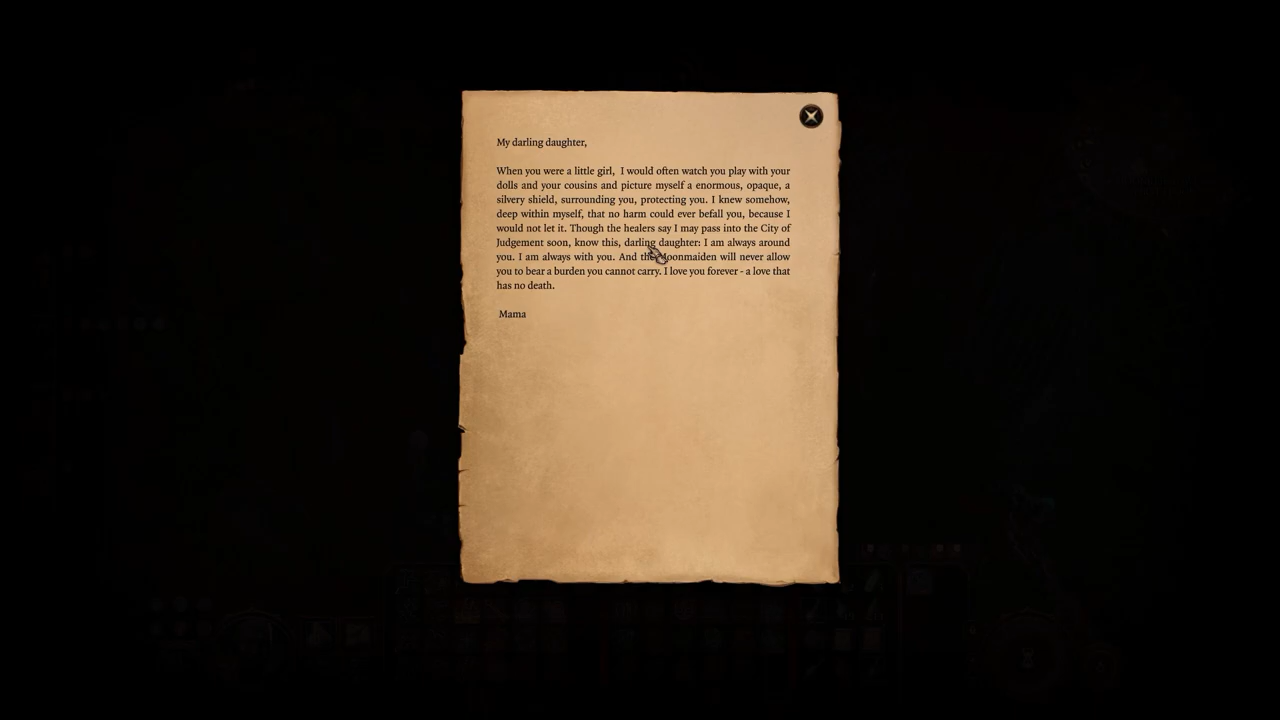 My darling daughter,
When you were a little girl,  I would often watch you play with your
dolls and your cousins and picture myself a enormous, opaque, a
silvery shield, surrounding you, protecting you. I knew somehow,
deep within myself, that no harm could ever befall you, because I
would not let it. Though the healers say I may pass into the City of
Judgement soon, know this, darling daughter: I am always around
you. I am always with you. And the Moonmaiden will never allow
you to bear a burden you cannot carry. I love you forever - a love that
has no death.
Mama